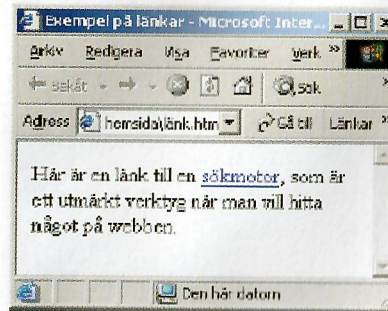 Exempel på länkar - Microsoft Inter...
Arkiv Redigera Visa Favoriter Verk »
Bakåt Sök »
Adress hemsida\länk.htm Gå till Länkar »
Här är en länk till en sökmotor, som är
ett utmärkt verktyg när man vill hitta
något på webben.
Den här datorn